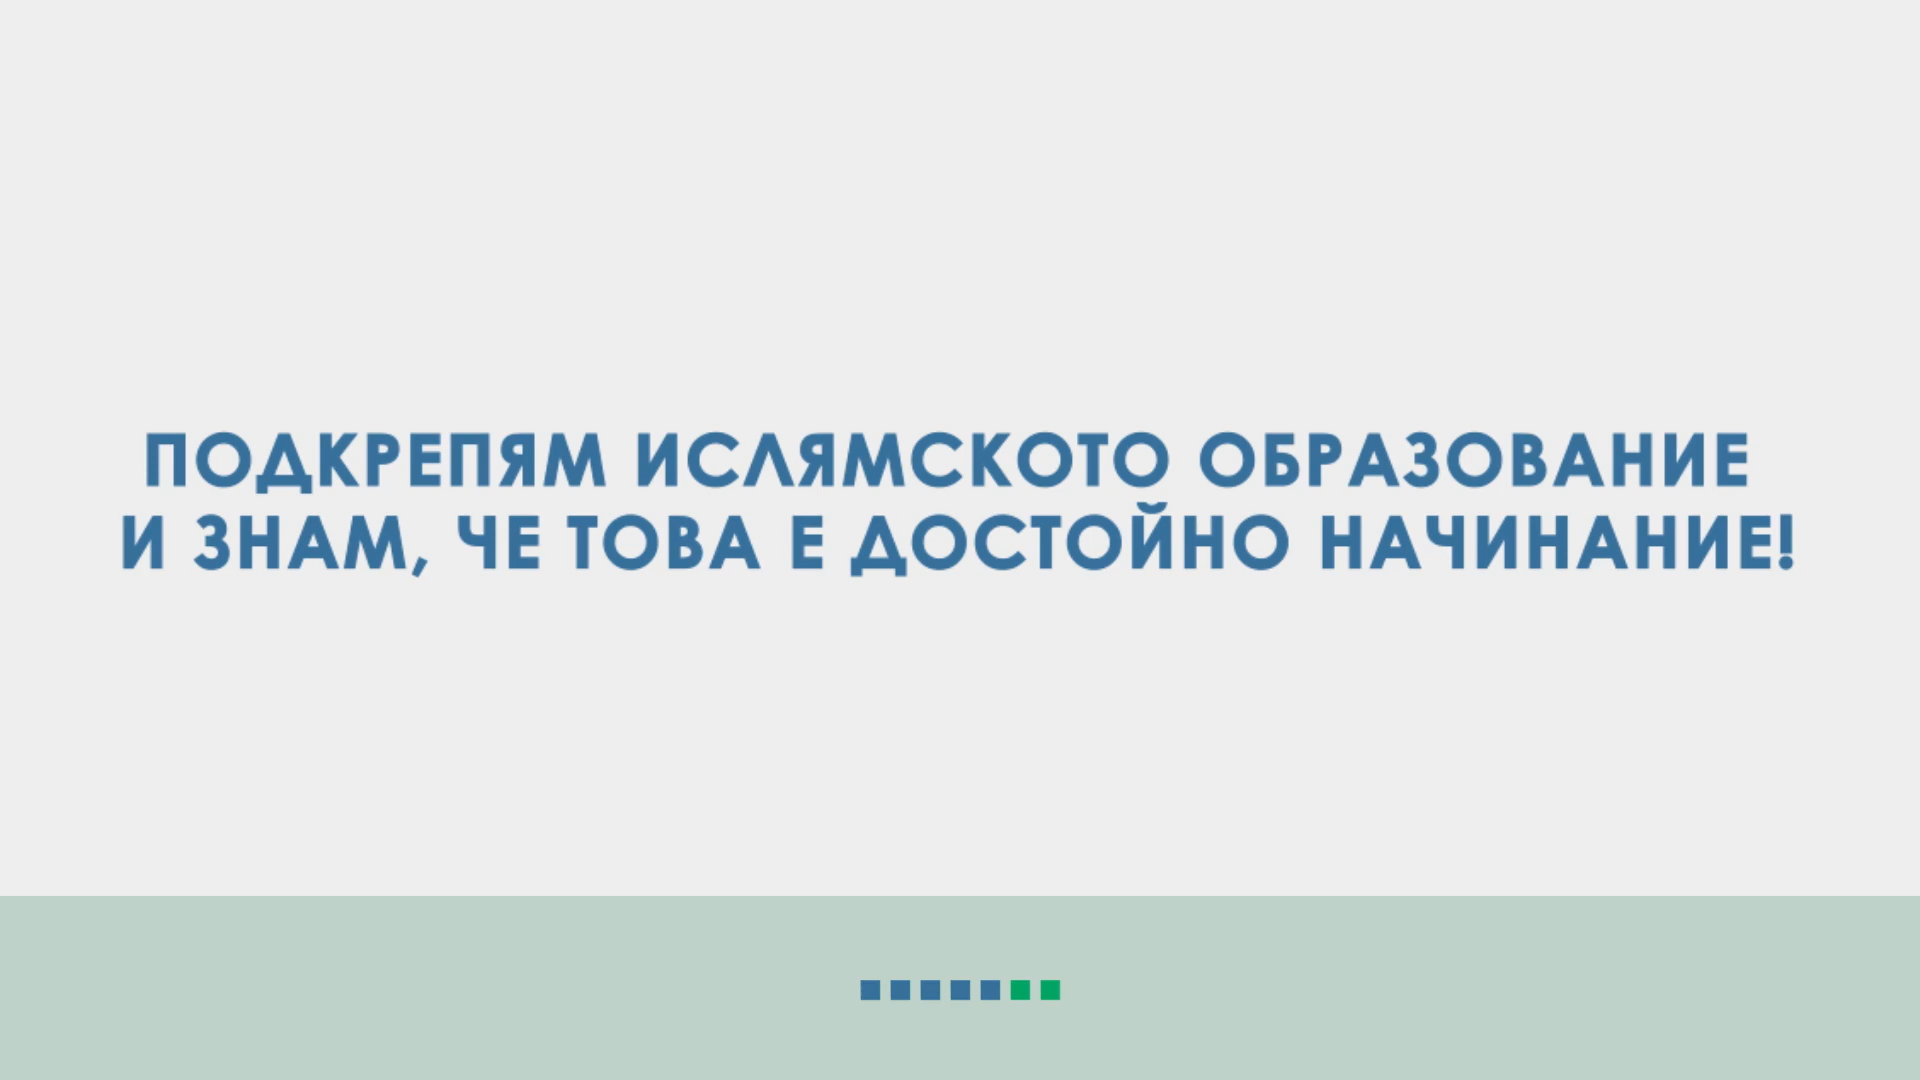 ПОДКРЕПЯМ ИСЛЯМСКОТО ОБРАЗОВАНИЕ
И ЗНАМ, ЧЕ ТОВА Е ДОСТОЙНО НАЧИНАНИЕ!